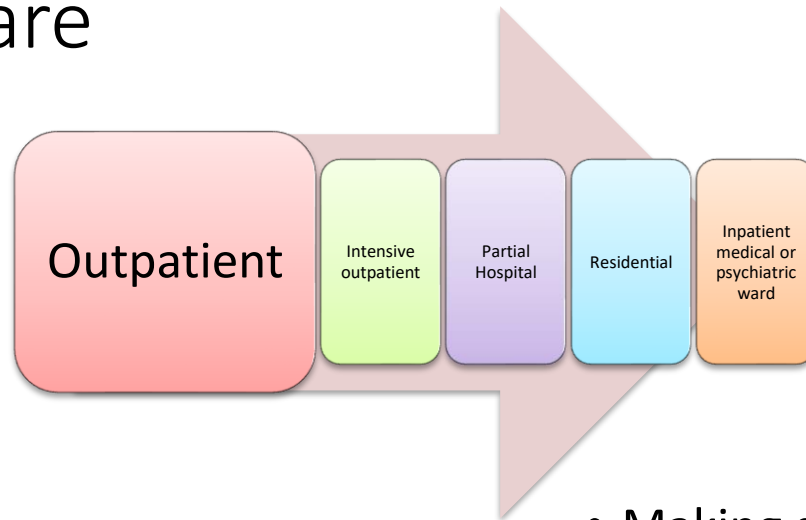 are
Outpatient
Intensive
outpatient
Partial
Hospital
Residential
Inpatient
medical or
psychiatric
ward
• Making